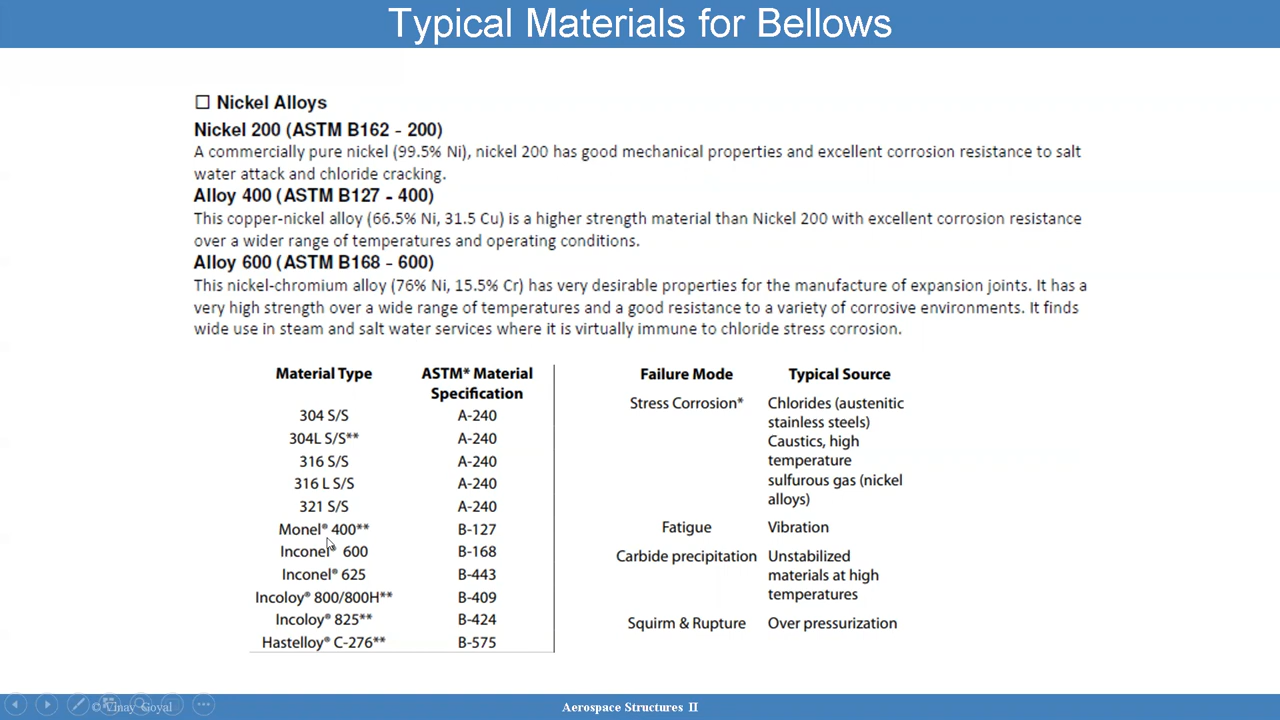 Typical Materials for Bellows
☐ Nickel Alloys
Nickel 200 (ASTM B162 - 200)
A commercially pure nickel (99.5% Ni), nickel 200 has good mechanical properties and excellent corrosion resistance to salt
water attack and chloride cracking.
Alloy 400 (ASTM B127 - 400)
This copper-nickel alloy (66.5% Ni, 31.5 Cu) is a higher strength material than Nickel 200 with excellent corrosion resistance
over a wider range of temperatures and operating conditions.
Alloy 600 (ASTM B168 - 600)
This nickel-chromium alloy (76% Ni, 15.5% Cr) has very desirable properties for the manufacture of expansion joints. It has a
very high strength over a wide range of temperatures and a good resistance to a variety of corrosive environments. It finds
wide use in steam and salt water services where it is virtually immune to chloride stress corrosion.
Material Type ASTM* Material
Specification
304 S/S A-240
304L S/S** A-240
316 S/S A-240
316 L S/S A-240
321 S/S A-240
Monel® 400** B-127
Inconel® 600 B-168
Inconel® 625 B-443
Incoloy® 800/800H** B-409
Incoloy® 825** B-424
Hastelloy® C-276** B-575
Failure Mode Typical Source
Stress Corrosion* Chlorides (austenitic
stainless steels)
Caustics, high
temperature
sulfurous gas (nickel
alloys)
Fatigue Vibration
Carbide precipitation Unstabilized
materials at high
temperatures
Squirm & Rupture Over pressurization
© Vinay Goyal
Aerospace Structures II